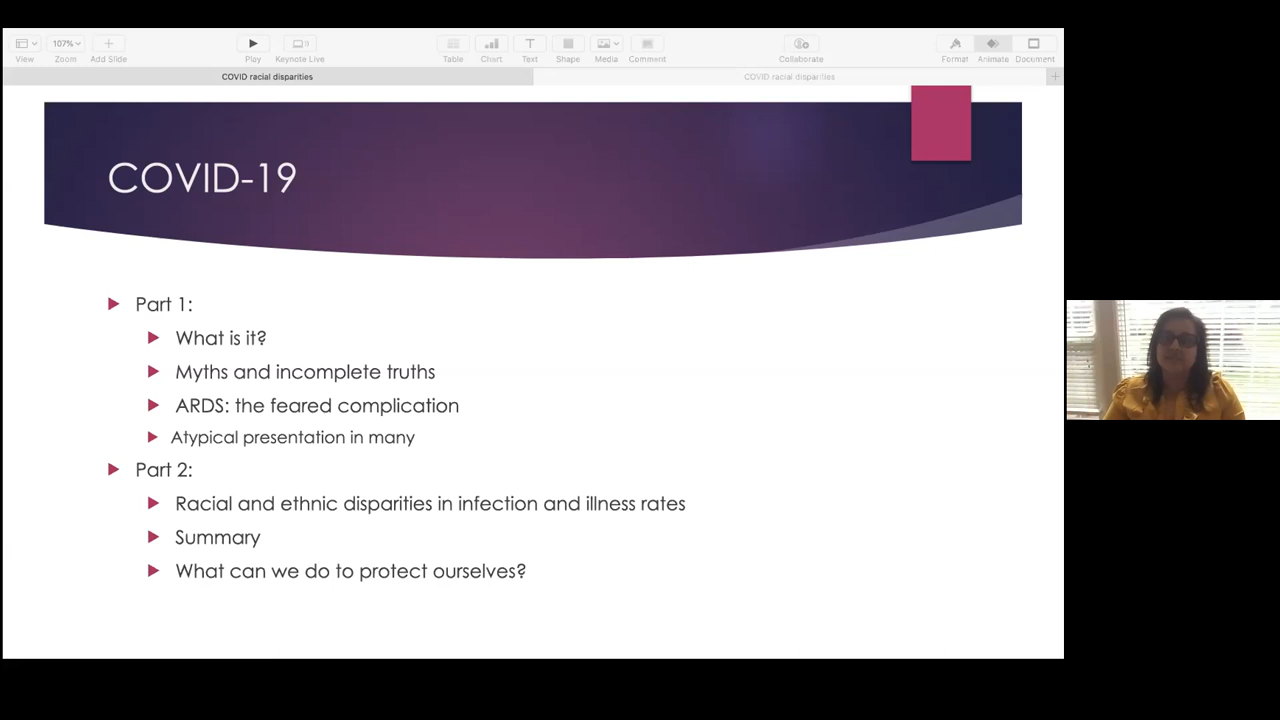 View
107%
Zoom
Add Slide
Play
Keynote Live
Table
Chart
Text
Shape
Media
Comment
Collaborate
Format
Animate
Document
COVID racial disparities
COVID racial disparities
COVID-19
Part 1:
What is it?
Myths and incomplete truths
ARDS: the feared complication
Atypical presentation in many
Part 2:
Racial and ethnic disparities in infection and illness rates
Summary
What can we do to protect ourselves?